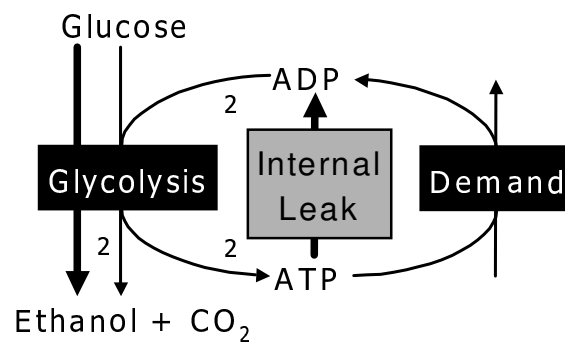 Glucose
ADP
2
Internal
Leak
Glycolysis
Demand
2
2
ATP
Ethanol + CO2